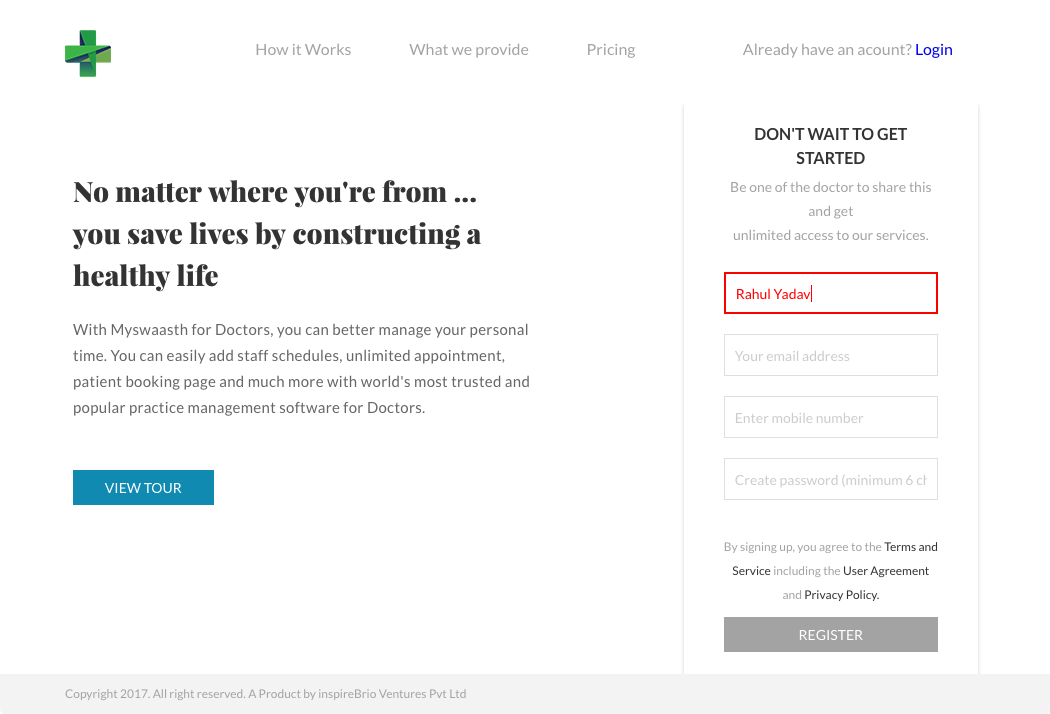 How it Works
What we provide
Pricing
Already have an acount? Login
No matter where you're from ...
you save lives by constructing a
healthy life
With Myswaasth for Doctors, you can better manage your personal
time. You can easily add staff schedules, unlimited appointment,
patient booking page and much more with world's most trusted and
popular practice management software for Doctors.
VIEW TOUR
DON'T WAIT TO GET
STARTED
Be one of the doctor to share this
and get
unlimited access to our services.
Rahul Yadav
Your email address
Enter mobile number
Create password (minimum 6 ch
By signing up, you agree to the Terms and
Service including the User Agreement
and Privacy Policy.
REGISTER
Copyright 2017. All right reserved. A Product by inspireBrio Ventures Pvt Ltd